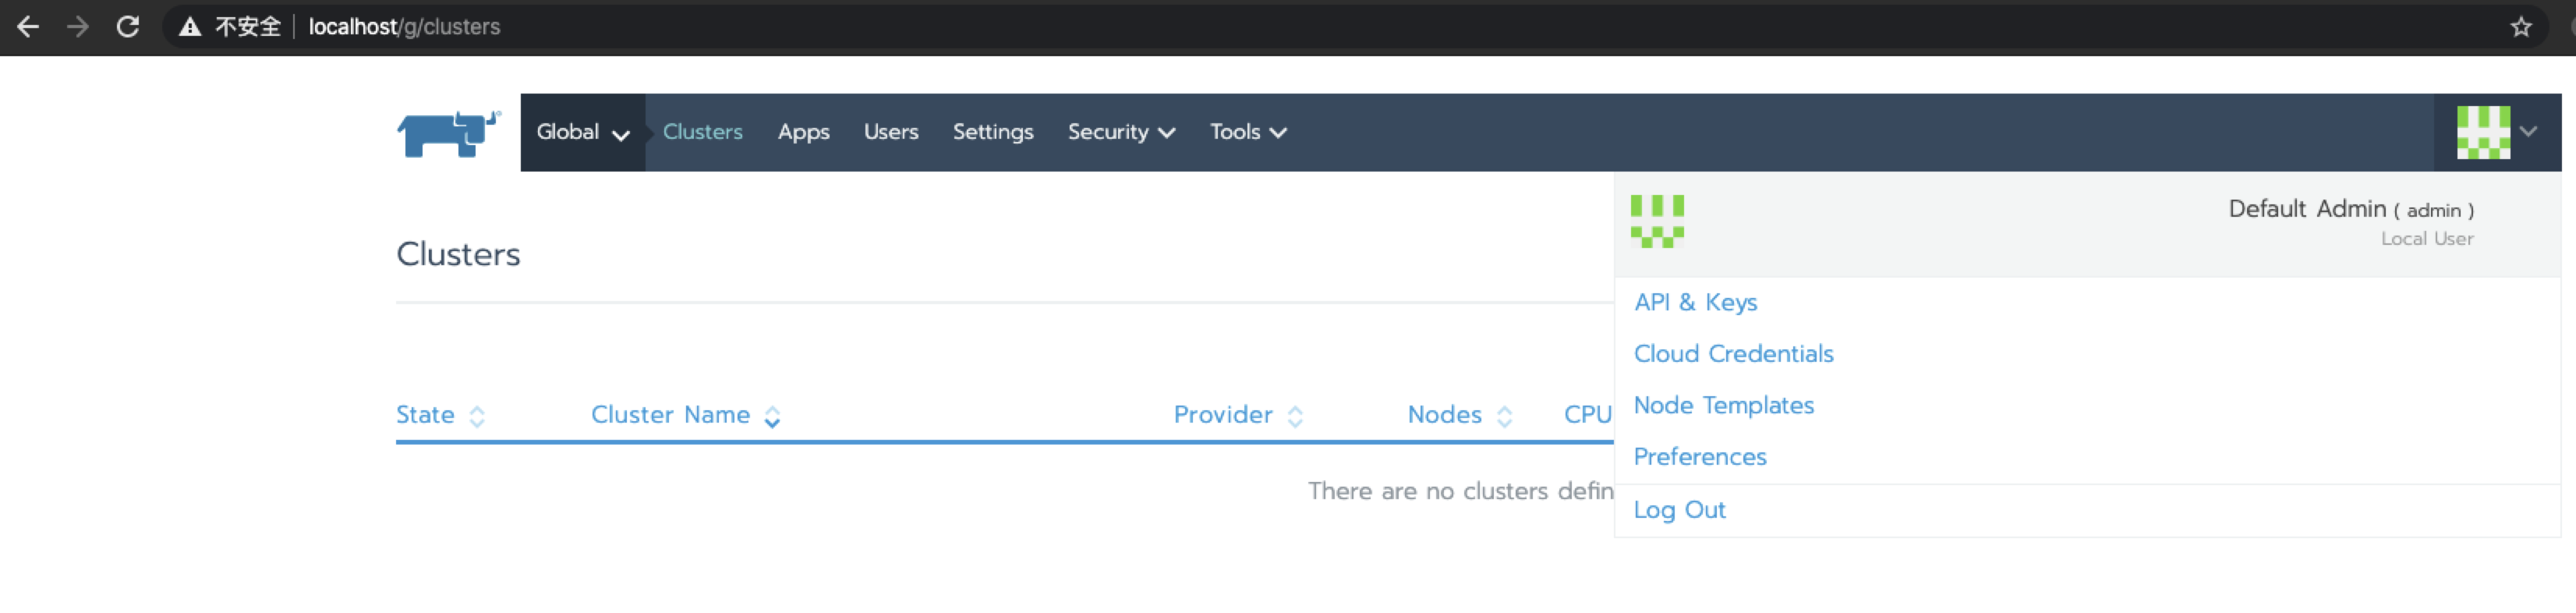 不安全 localhost/g/clusters
Global Clusters Apps Users Settings Security Tools
Default Admin ( admin )
Local User
Clusters
API & Keys
Cloud Credentials
Node Templates
Preferences
Log Out
State Cluster Name Provider Nodes CPU
There are no clusters defin